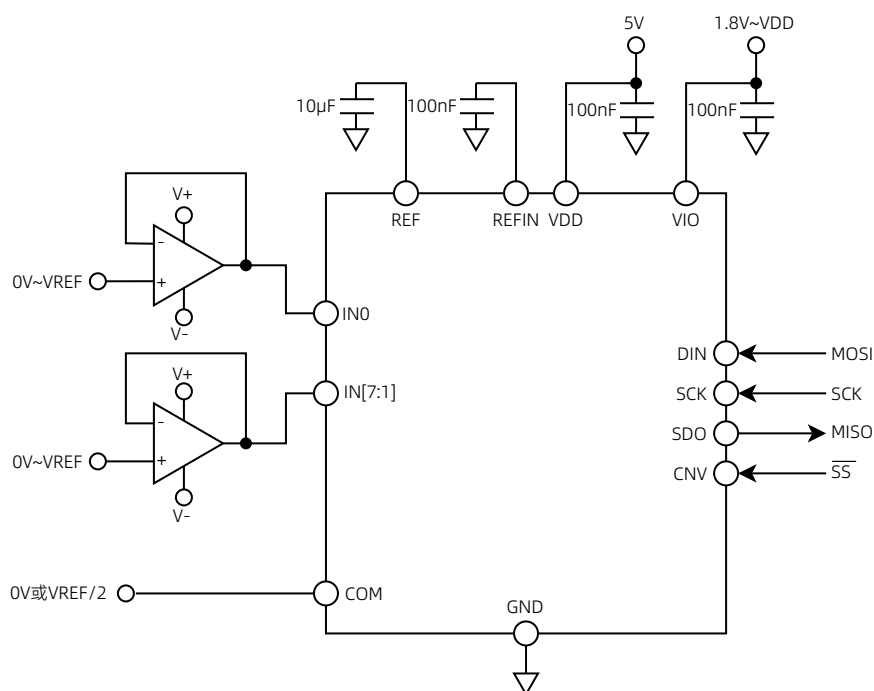 5V
1.8V~VDD
10μF
100nF
100nF
100nF
REF
REFIN
VDD
VIO
V+
-
0V~VREF
+
V-
IN0
V+
-
0V~VREF
+
V-
IN[7:1]
DIN
MOSI
SCK
SCK
SDO
MISO
CNV
SS
0V或VREF/2
COM
GND